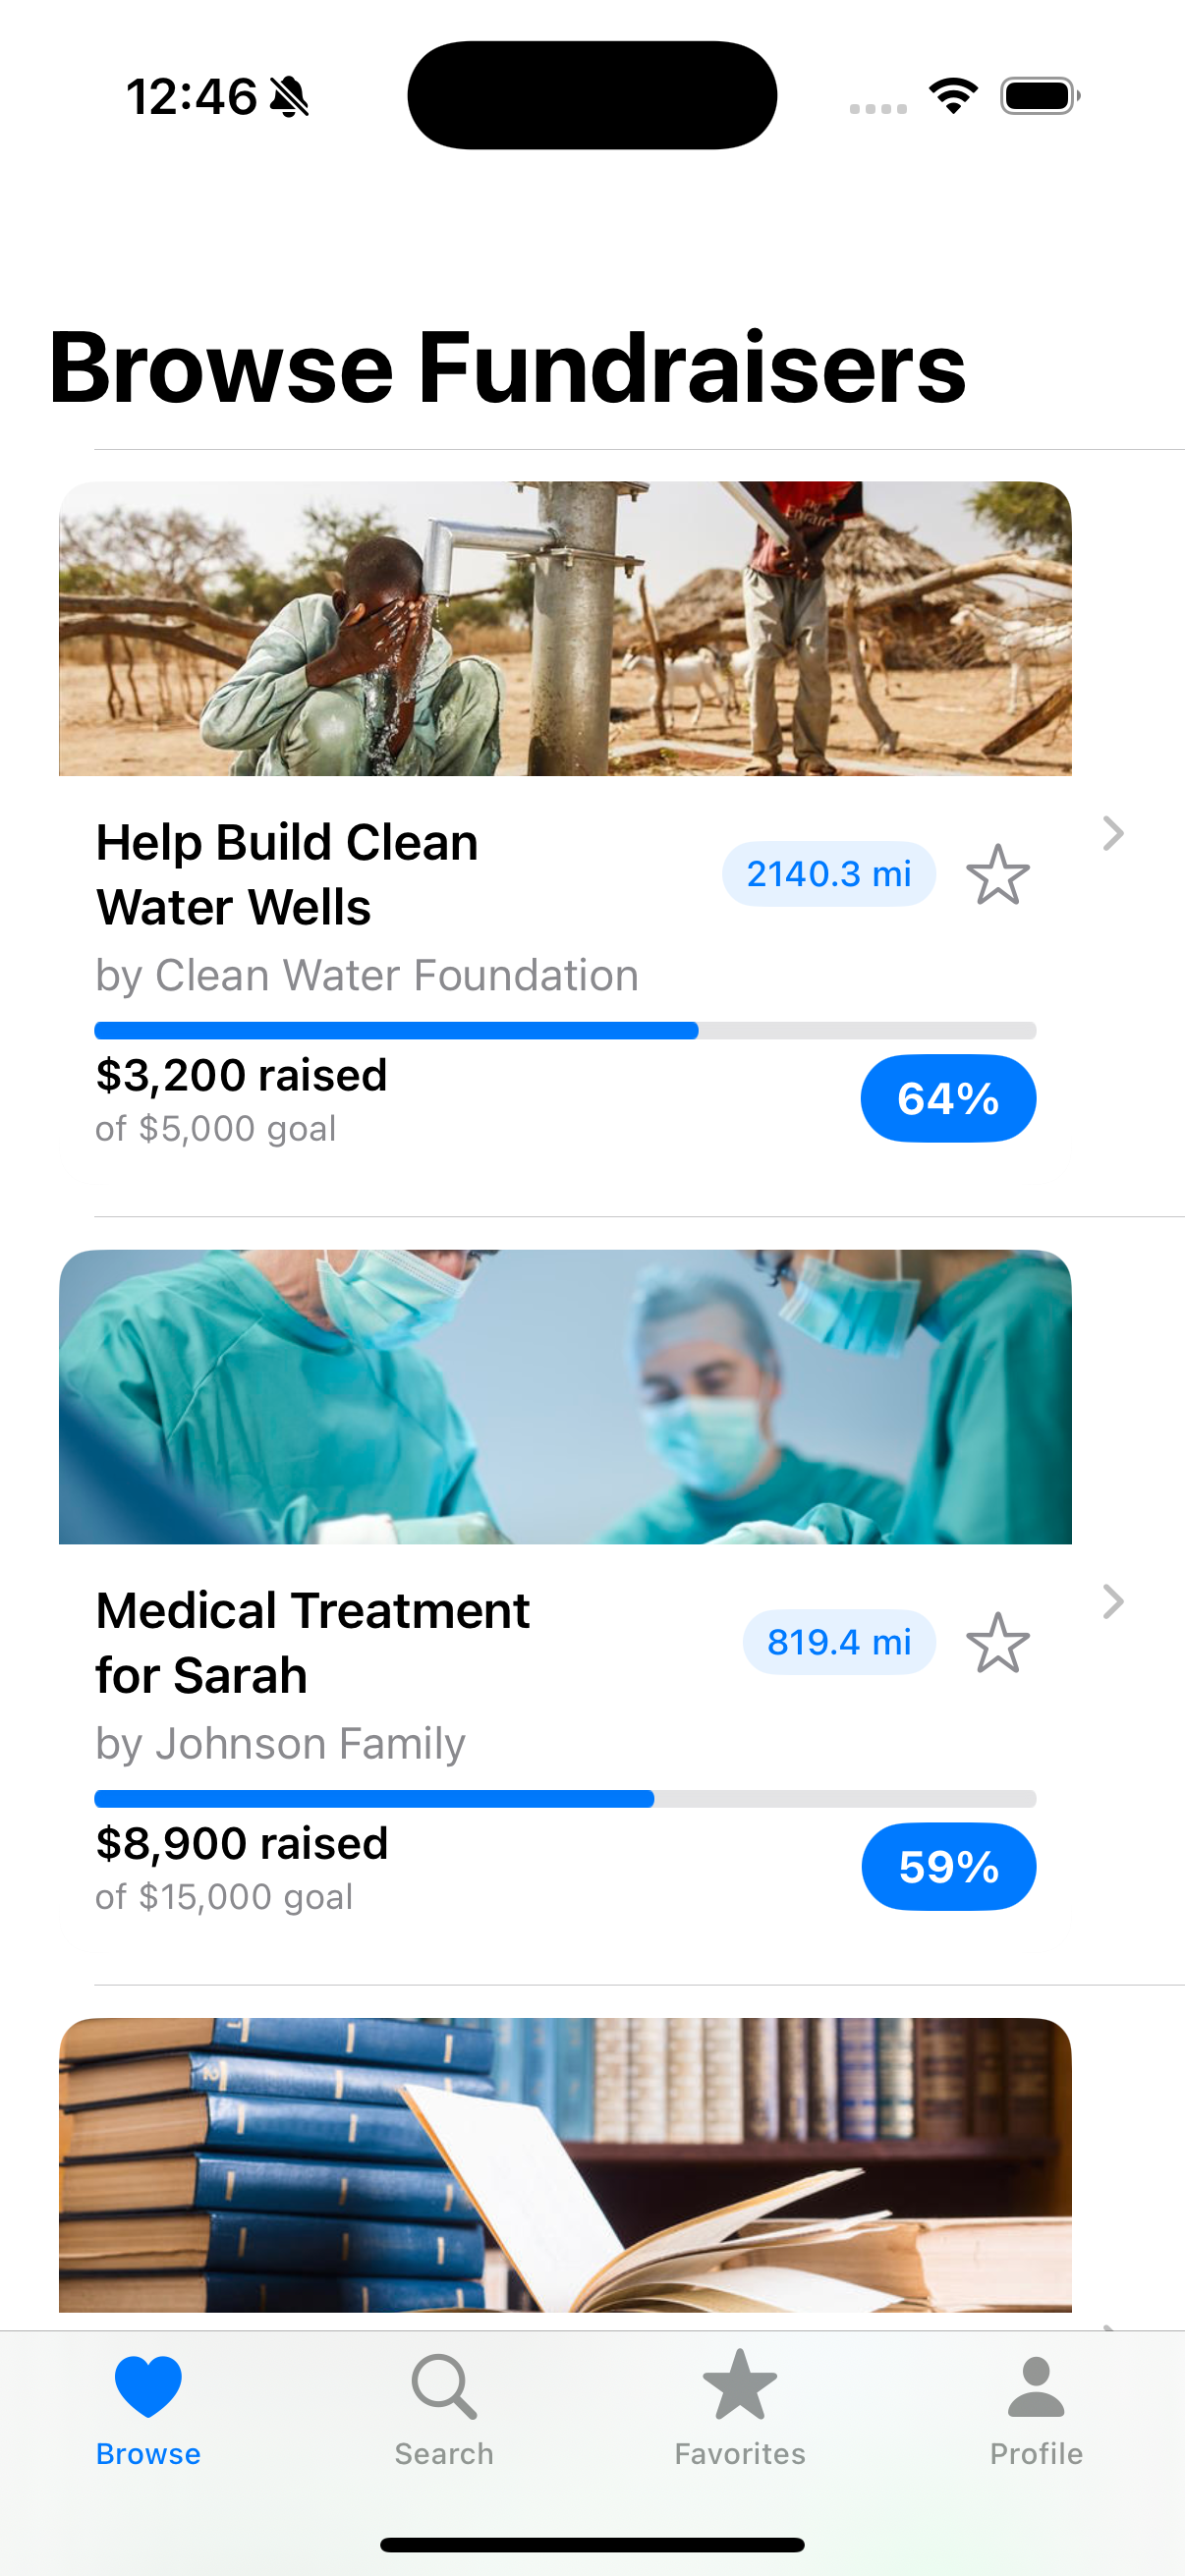 12:46
Browse Fundraisers
Help Build Clean
Water Wells
2140.3 mi
by Clean Water Foundation
$3,200 raised
of $5,000 goal
64%
Medical Treatment
for Sarah
819.4 mi
by Johnson Family
$8,900 raised
of $15,000 goal
59%
Browse
Search
Favorites
Profile